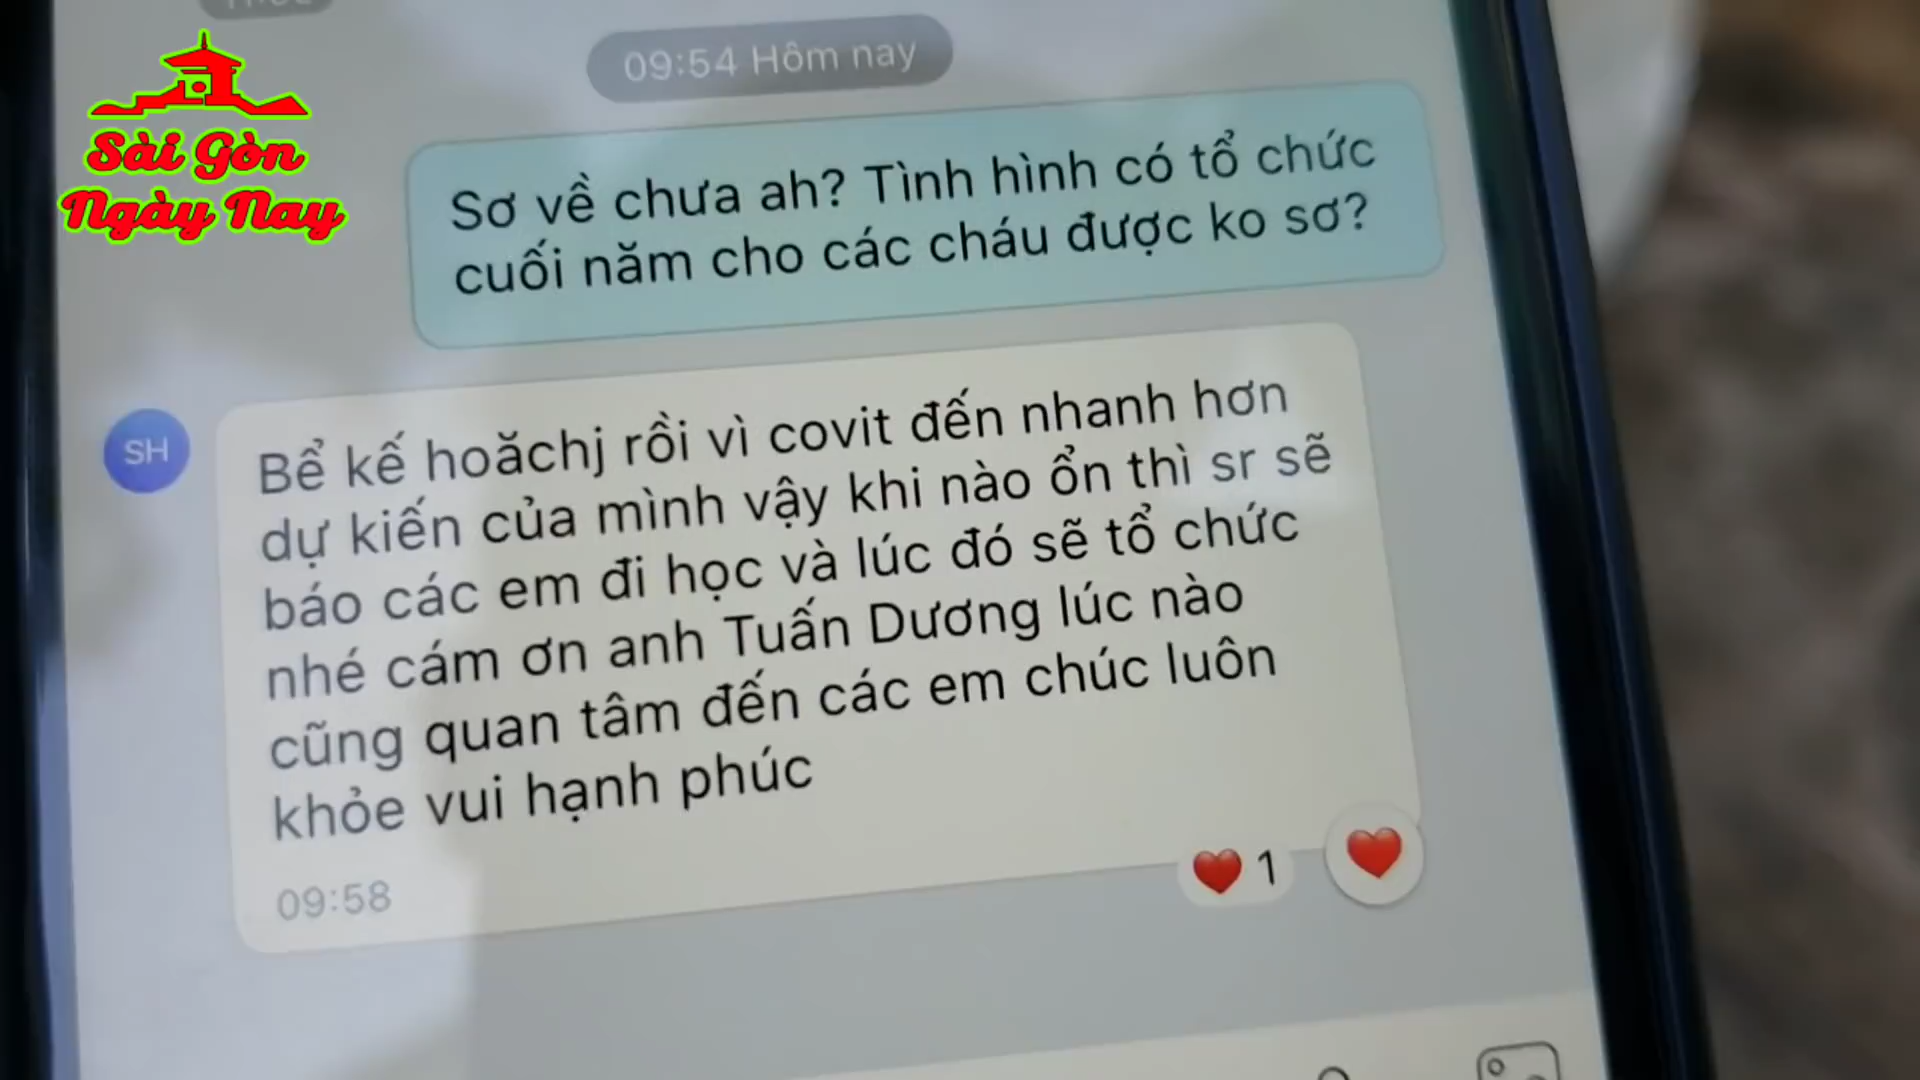 09:54 Hôm nay
Sài Gòn
Ngày Nay
Sơ về chưa ah? Tình hình có tổ chức
cuối năm cho các cháu được ko sơ?
SH
Bể kế hoăchj rồi vì covit đến nhanh hơn
dự kiến của mình vậy khi nào ổn thì sr sẽ
báo các em đi học và lúc đó sẽ tổ chức
nhé cám ơn anh Tuấn Dương lúc nào
cũng quan tâm đến các em chúc luôn
khỏe vui hạnh phúc
1
09:58